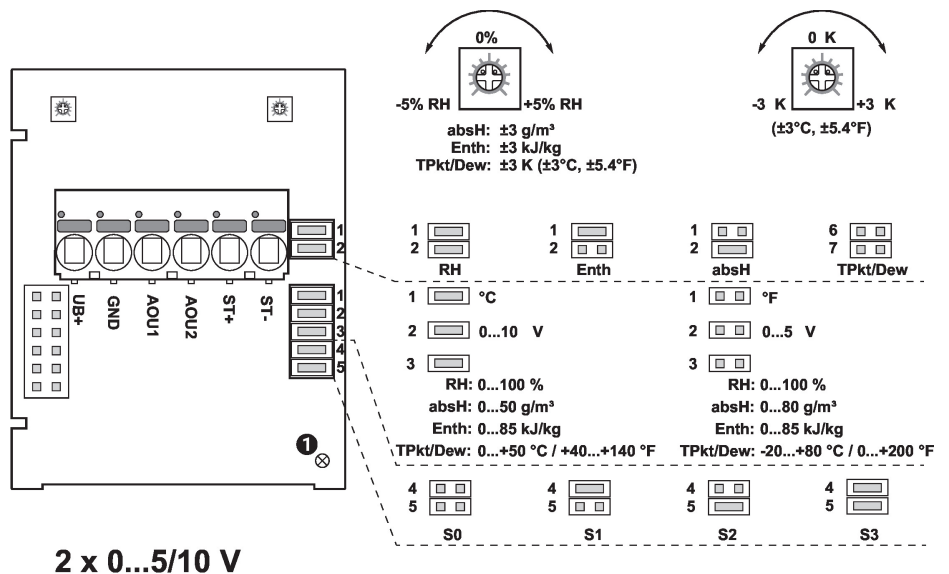 0%
-5% RH +5% RH
absH: ±3 g/m³
Enth: ±3 kJ/kg
TPkt/Dew: ±3 K (±3°C, ±5.4°F)
0 K
-3 K +3 K
(±3°C, ±5.4°F)
1
2
UB+
GND
AOU1
AOU2
ST+
ST-
1
2
3
4
5
1
2
RH
1
2
Enth
1
2
absH
6
7
TPkt/Dew
1 °C
2 0...10 V
3
RH: 0...100 %
absH: 0...50 g/m³
Enth: 0...85 kJ/kg
TPkt/Dew: 0...+50 °C / +40...+140 °F
1 °F
2 0...5 V
3
RH: 0...100 %
absH: 0...80 g/m³
Enth: 0...85 kJ/kg
TPkt/Dew: -20...+80 °C / 0...+200 °F
4
5
S0
4
5
S1
4
5
S2
4
5
S3
1
2 x 0...5/10 V